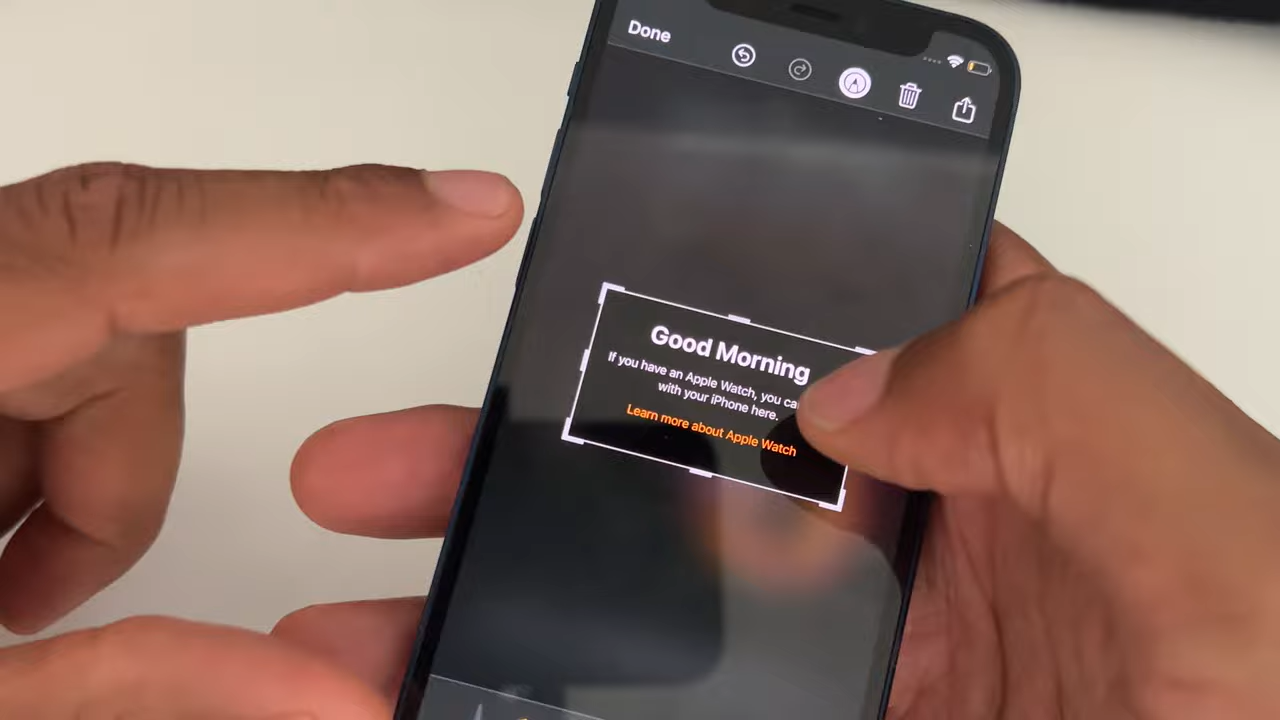 Done
Good Morning
If you have an Apple Watch, you
with your iPhone here.
Learn more about Apple Watch